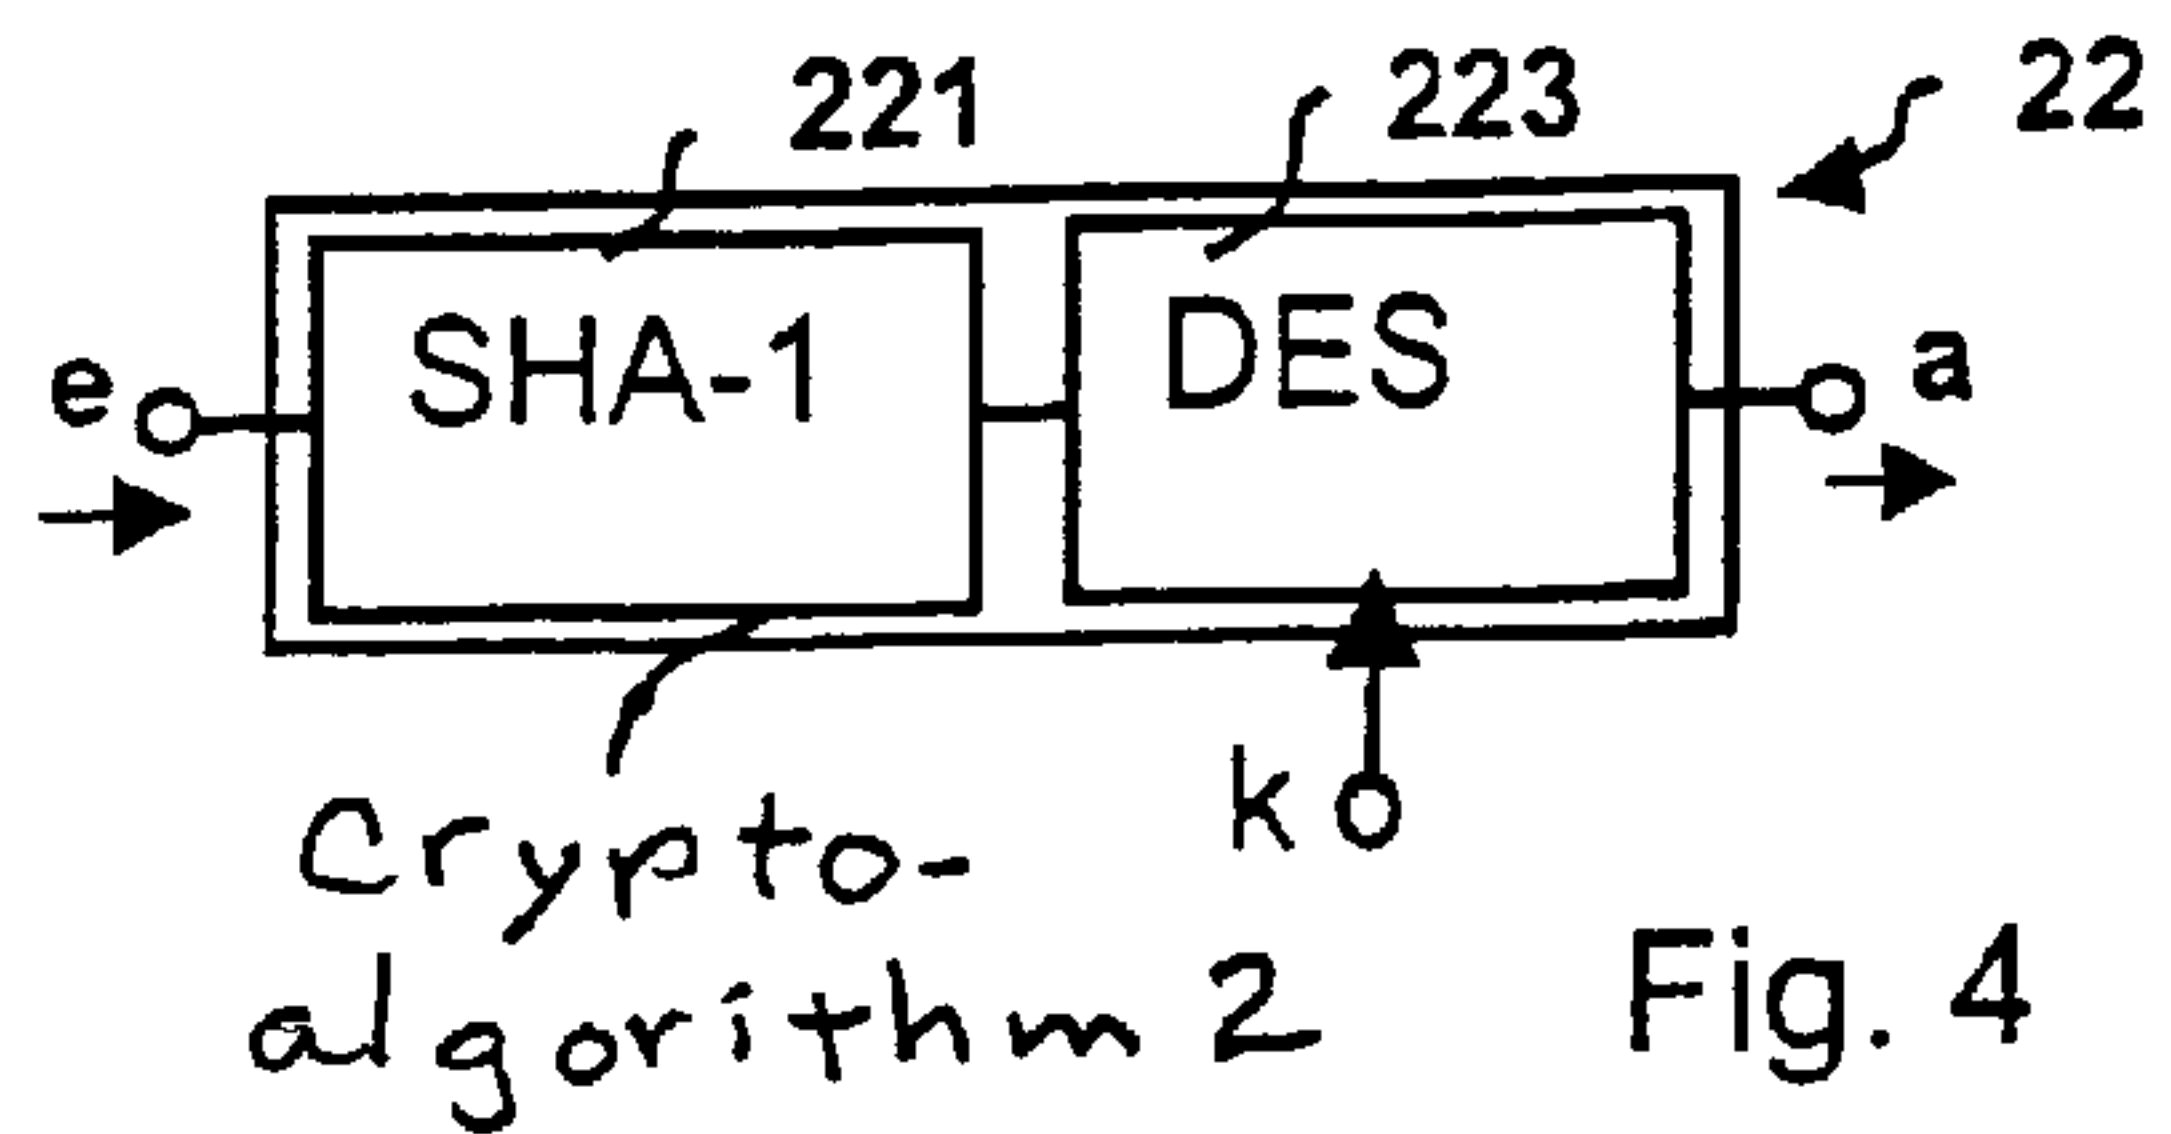 221 223 22
SHA-1 DES
e a
k
Crypto-
algorithm 2
Fig. 4